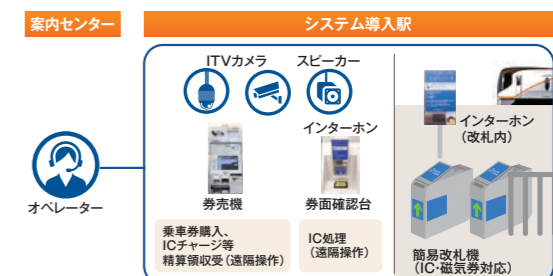 案内センター
システム導入駅
ITVカメラ
スピーカー
オペレーター
券売機
インターホン
券面確認台
乗車券購入、
ICチャージ等
精算領収受（遠隔操作）
IC処理
（遠隔操作）
インターホン
（改札内）
簡易改札機
（IC・磁気券対応）